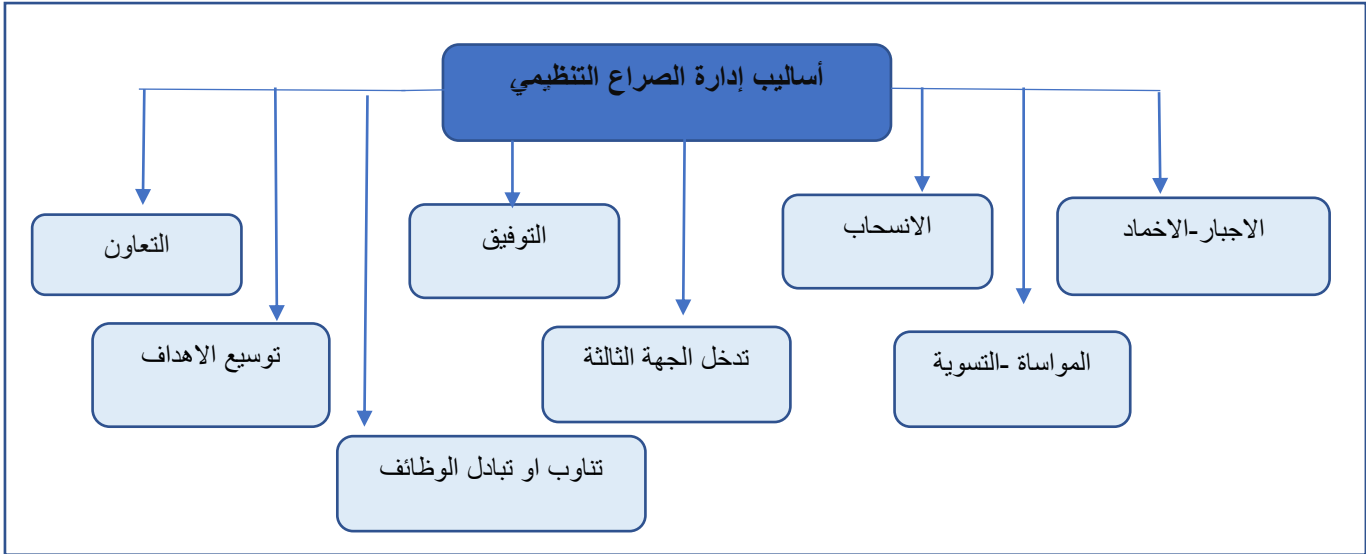 أساليب إدارة الصراع التنظيمي
الاجبار-الاخماد
الانسحاب
التوفيق
التعاون
المواساة -التسوية
تدخل الجهة الثالثة
توسيع الاهداف
تناوب او تبادل الوظائف